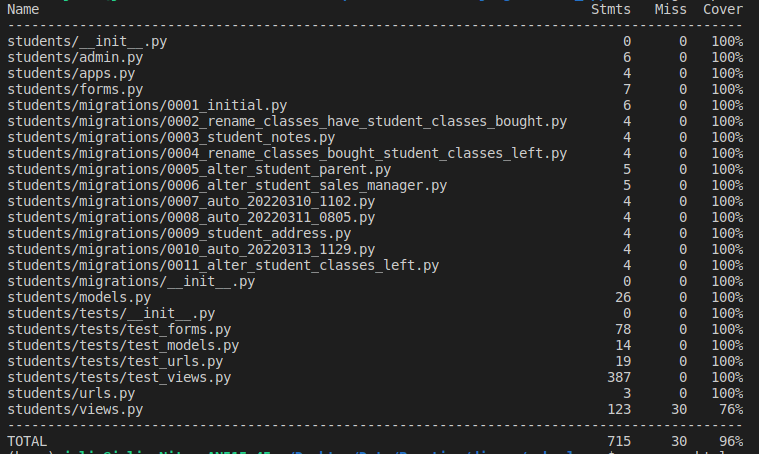 Name Stmts Miss Cover
--------------------------------------------------------------------------------------------
students/__init__.py 0 0 100%
students/admin.py 6 0 100%
students/apps.py 4 0 100%
students/forms.py 7 0 100%
students/migrations/0001_initial.py 6 0 100%
students/migrations/0002_rename_classes_have_student_classes_bought.py 4 0 100%
students/migrations/0003_student_notes.py 4 0 100%
students/migrations/0004_rename_classes_bought_student_classes_left.py 4 0 100%
students/migrations/0005_alter_student_parent.py 5 0 100%
students/migrations/0006_alter_student_sales_manager.py 5 0 100%
students/migrations/0007_auto_20220310_1102.py 4 0 100%
students/migrations/0008_auto_20220311_0805.py 4 0 100%
students/migrations/0009_student_address.py 4 0 100%
students/migrations/0010_auto_20220313_1129.py 4 0 100%
students/migrations/0011_alter_student_classes_left.py 4 0 100%
students/migrations/__init__.py 0 0 100%
students/models.py 26 0 100%
students/tests/__init__.py 0 0 100%
students/tests/test_forms.py 78 0 100%
students/tests/test_models.py 14 0 100%
students/tests/test_urls.py 19 0 100%
students/tests/test_views.py 387 0 100%
students/urls.py 3 0 100%
students/views.py 123 30 76%
--------------------------------------------------------------------------------------------
TOTAL 715 30 96%